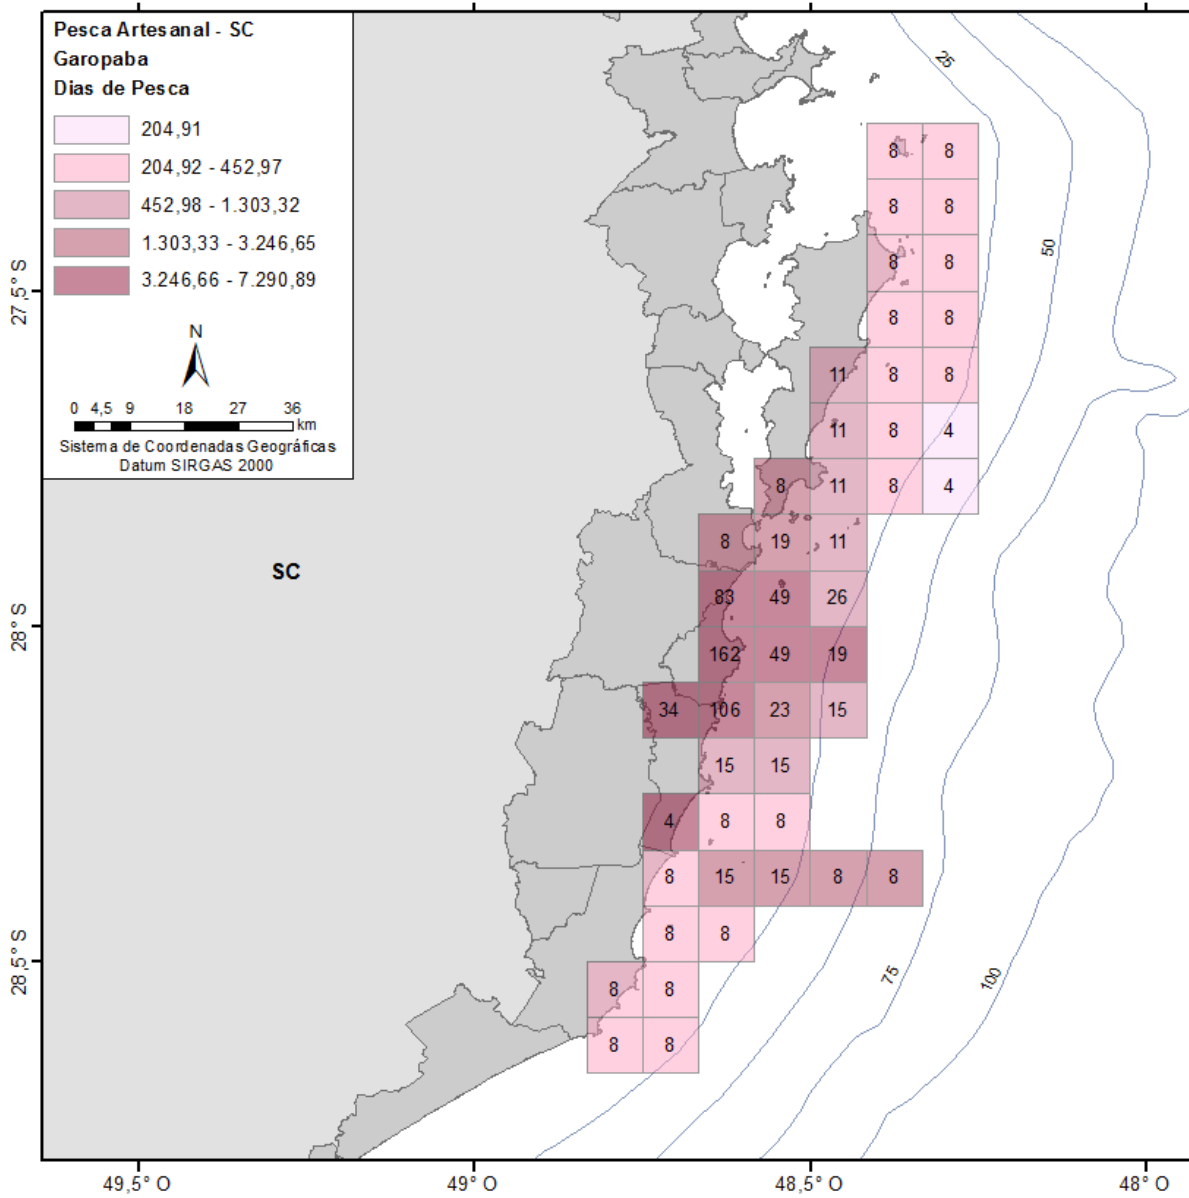 Pesca Artesanal - SC
Garopaba
Dias de Pesca
204,91
204,92 - 452,97
452,98 - 1.303,32
1.303,33 - 3.246,65
3.246,66 - 7.290,89
N
0 4,5 9 18 27 36
km
Sistema de Coordenadas Geográficas
Datum SIRGAS 2000
25
8 8
8 8
50
8 8
27,5° S
8 8
11 8 8
11 8 4
8 11 8 4
8 19 11
SC
83 49 26
28° S
162 49 19
34 106 23 15
15 15
4 8 8
8 15 15 8 8
8 8
28,5° S
75
100
8 8
8 8
49,5° O 49° O 48,5° O 48° O